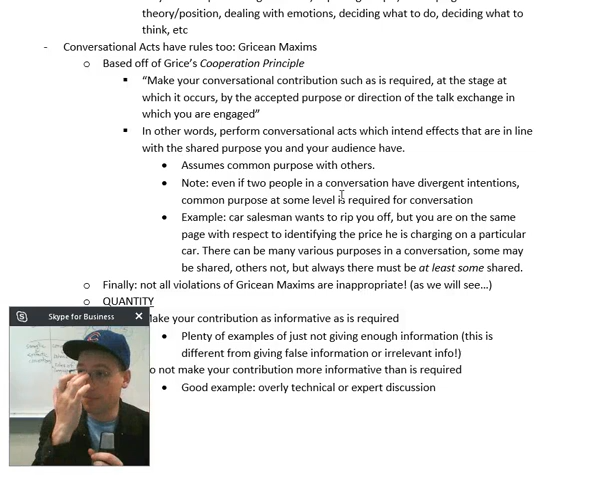 theory/position, dealing with emotions, deciding what to do, deciding what to
think, etc
- Conversational Acts have rules too: Gricean Maxims
o Based off of Grice's Cooperation Principle
▪ “Make your conversational contribution such as is required, at the stage at
which it occurs, by the accepted purpose or direction of the talk exchange in
which you are engaged”
▪ In other words, perform conversational acts which intend effects that are in line
with the shared purpose you and your audience have.
• Assumes common purpose with others.
• Note: even if two people in a conversation have divergent intentions,
common purpose at some level is required for conversation
• Example: car salesman wants to rip you off, but you are on the same
page with respect to identifying the price he is charging on a particular
car. There can be many various purposes in a conversation, some may
be shared, others not, but always there must be at least some shared.
o Finally: not all violations of Gricean Maxims are inappropriate! (as we will see…)
o QUANTITY
Skype for Business
Make your contribution as informative as is required
• Plenty of examples of just not giving enough information (this is
different from giving false information or irrelevant info!)
o not make your contribution more informative than is required
• Good example: overly technical or expert discussion